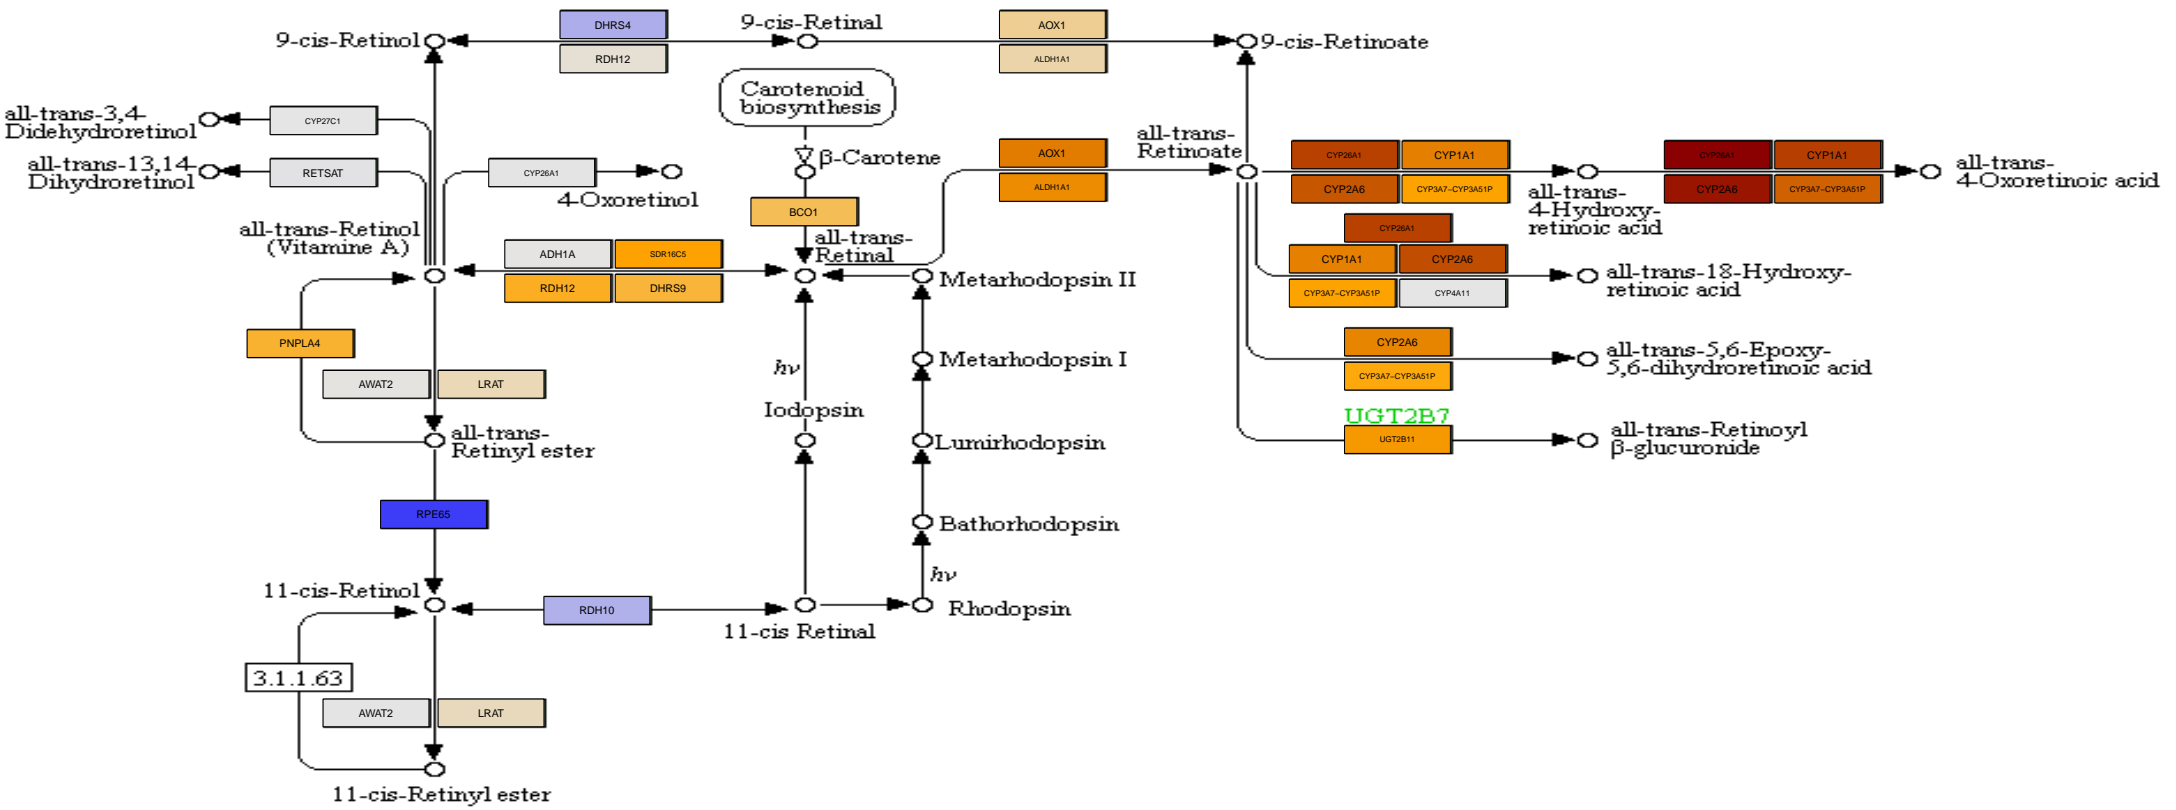 DHRS4
9-cis-Retinal
AOX1
9-cis-Retinol
9-cis-Retinoate
RDH12
ALDH1A1
Carotenoid
biosynthesis
all-trans-3,4-
Didehydroretinol
CYP27C1
all-trans-
Retinoate
AOX1
CYP26A1
CYP1A1
CYP26A1
CYP1A1
β-Carotene
all-trans-13,14-
Dihydroretinol
RETSAT
CYP26A1
4-Oxoretinol
ALDH1A1
CYP2A6
CYP3A7-CYP3A51P
CYP2A6
CYP3A7-CYP3A51P
all-trans-
4-Oxoretinoic acid
all-trans-
4-Hydroxy-
retinoic acid
BCO1
all-trans-Retinol
(Vitamine A)
all-trans-
Retinal
CYP26A1
ADH1A
SDR16C5
CYP1A1
CYP2A6
RDH12
DHRS9
Metarhodopsin II
CYP3A7-CYP3A51P
CYP4A11
all-trans-18-Hydroxy-
retinoic acid
PNPLA4
hν
Metarhodopsin I
CYP2A6
CYP3A7-CYP3A51P
all-trans-5,6-Epoxy-
5,6-dihydroretinoic acid
AWAT2
LRAT
Iodopsin
UGT2B7
UGT2B11
all-trans-Retinoyl
β-glucuronide
all-trans-
Retinyl ester
Lumirhodopsin
RPE65
Bathorhodopsin
hν
11-cis-Retinol
RDH10
11-cis Retinal
Rhodopsin
3.1.1.63
AWAT2
LRAT
11-cis-Retinyl ester